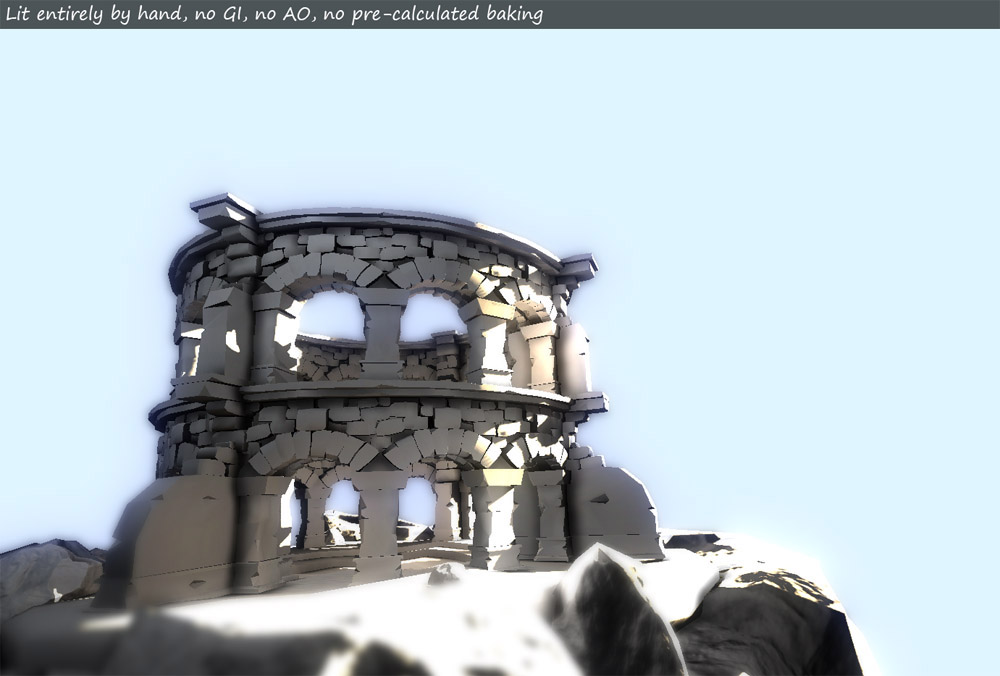 Lit entirely by hand, no GI, no AO, no pre-calculated baking